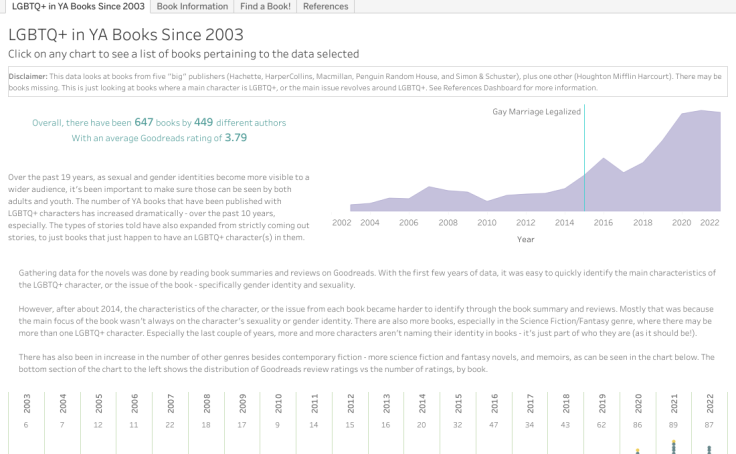 LGBTQ+ in YA Books Since 2003 Book Information Find a Book! References
LGBTQ+ in YA Books Since 2003
Click on any chart to see a list of books pertaining to the data selected
Disclaimer: This data looks at books from five "big" publishers (Hachette, HarperCollins, Macmillan, Penguin Random House, and Simon & Schuster), plus one other (Houghton Mifflin Harcourt). There may be
books missing. This is just looking at books where a main character is LGBTQ+, or the main issue revolves around LGBTQ+. See References Dashboard for more information.
Overall, there have been 647 books by 449 different authors
With an average Goodreads rating of 3.79
Gay Marriage Legalized
Over the past 19 years, as sexual and gender identities become more visible to a
wider audience, it's been important to make sure those can be seen by both
adults and youth. The number of YA books that have been published with
LGBTQ+ characters has increased dramatically - over the past 10 years,
especially. The types of stories told have also expanded from strictly coming out
stories, to just books that just happen to have an LGBTQ+ character(s) in them.
2002 2004 2006 2008 2010 2012 2014 2016 2018 2020 2022
Year
Gathering data for the novels was done by reading book summaries and reviews on Goodreads. With the first few years of data, it was easy to quickly identify the main characteristics of
the LGBTQ+ character, or the issue of the book - specifically gender identity and sexuality.
However, after about 2014, the characteristics of the character, or the issue from each book became harder to identify through the book summary and reviews. Mostly that was because
the main focus of the book wasn't always on the character's sexuality or gender identity. There are also more books, especially in the Science Fiction/Fantasy genre, where there may be
more than one LGBTQ+ character. Especially the last couple of years, more and more characters aren't naming their identity in books - it's just part of who they are (as it should be!).
There has also been in increase in the number of other genres besides contemporary fiction - more science fiction and fantasy novels, and memoirs, as can be seen in the chart below. The
bottom section of the chart to the left shows the distribution of Goodreads review ratings vs the number of ratings, by book.
2003 2004 2005 2006 2007 2008 2009 2010 2011 2012 2013 2014 2015 2016 2017 2018 2019 2020 2021 2022
6 7 12 11 22 18 17 9 14 15 16 20 32 47 34 43 62 86 89 87